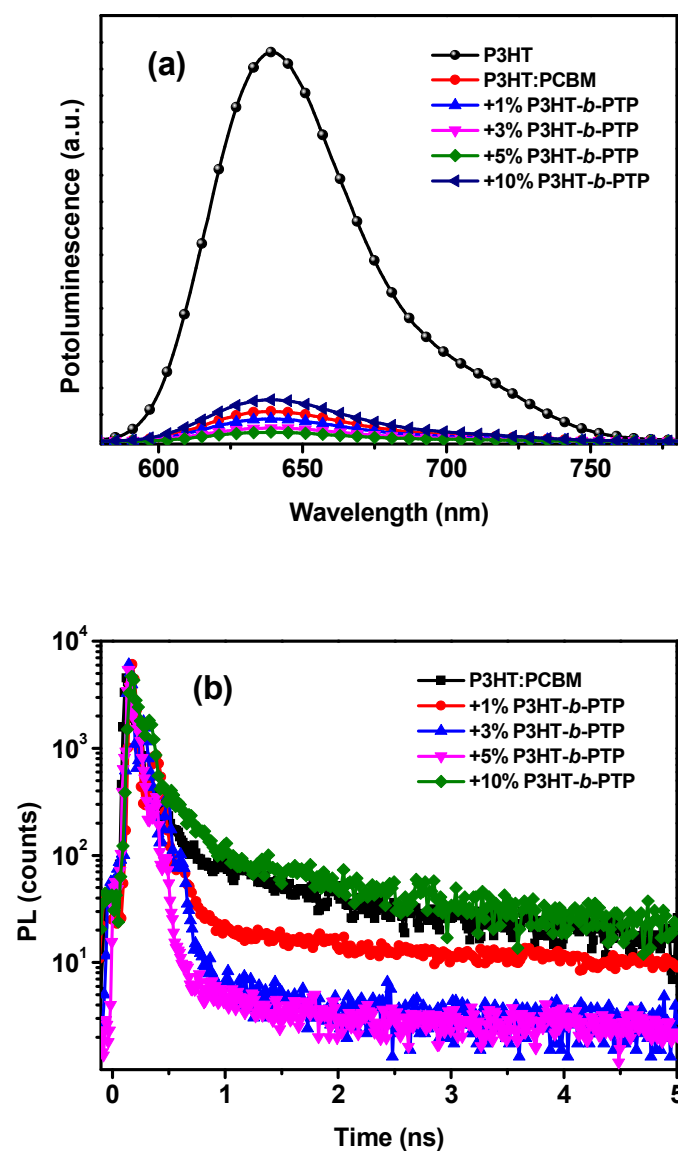 (a)
P3HT
P3HT:PCBM
+1% P3HT-b-PTP
+3% P3HT-b-PTP
+5% P3HT-b-PTP
+10% P3HT-b-PTP
Potoluminescence (a.u.)
600 650 700 750
Wavelength (nm)
(b)
P3HT:PCBM
+1% P3HT-b-PTP
+3% P3HT-b-PTP
+5% P3HT-b-PTP
+10% P3HT-b-PTP
10⁴
10³
10²
10¹
PL (counts)
0 1 2 3 4 5
Time (ns)